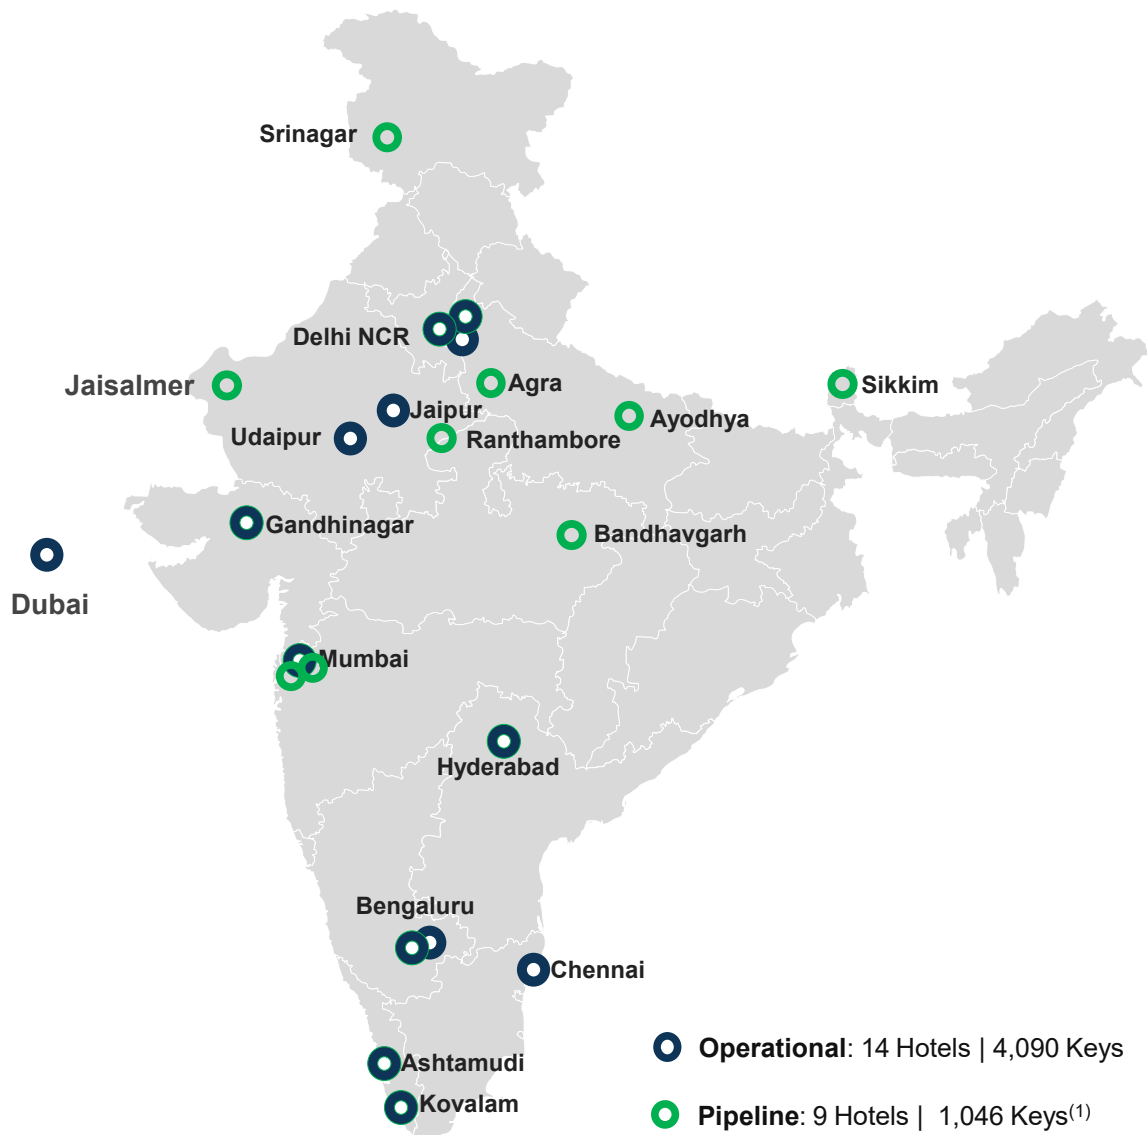 Srinagar
Delhi NCR
Jaisalmer
Agra
Sikkim
Jaipur
Ayodhya
Udaipur
Ranthambore
Gandhinagar
Bandhavgarh
Dubai
Mumbai
Hyderabad
Bengaluru
Chennai
Operational: 14 Hotels | 4,090 Keys
Ashtamudi
Kovalam
Pipeline: 9 Hotels | 1,046 Keys(1)